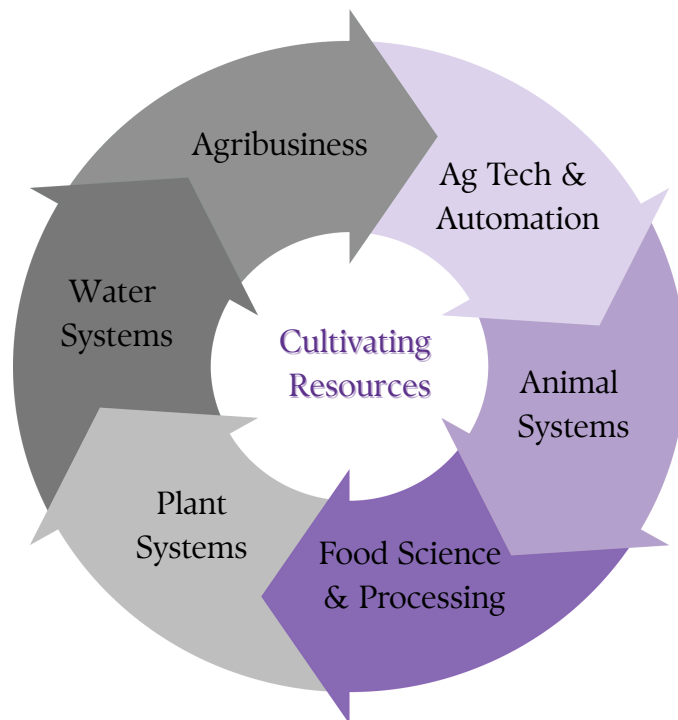 Agribusiness
Ag Tech &
Automation
Water
Systems
Cultivating
Resources
Animal
Systems
Plant
Systems
Food Science
& Processing